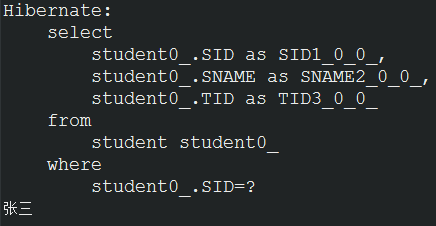 Hibernate:
    select
        student0_.SID as SID1_0_0_,
        student0_.SNAME as SNAME2_0_0_,
        student0_.TID as TID3_0_0_
    from
        student student0_
    where
        student0_.SID=?
张三